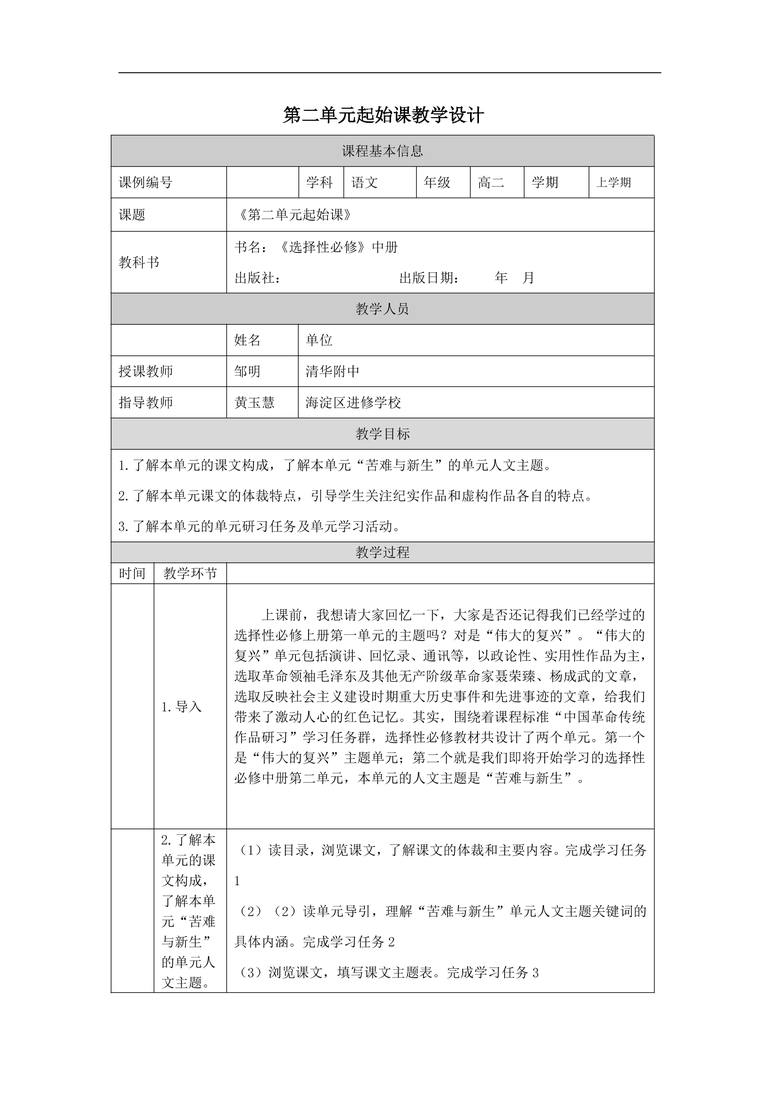 第二单元起始课教学设计
课程基本信息
课例编号 学科 语文 年级 高二 学期 上学期
课题 《第二单元起始课》
教科书 书名：《选择性必修》中册
出版社： 出版日期： 年 月
教学人员
姓名 单位
授课教师 邹明 清华附中
指导教师 黄玉慧 海淀区进修学校
教学目标
1.了解本单元的课文构成，了解本单元“苦难与新生”的单元人文主题。
2.了解本单元课文的体裁特点，引导学生关注纪实作品和虚构作品各自的特点。
3.了解本单元的单元研习任务及单元学习活动。
教学过程
时间 教学环节
1.导入
上课前，我想请大家回忆一下，大家是否还记得我们已经学过的
选择性必修上册第一单元的主题吗？对是“伟大的复兴”。“伟大的
复兴”单元包括演讲、回忆录、通讯等，以政论性、实用性作品为主，
选取革命领袖毛泽东及其他无产阶级革命家聂荣臻、杨成武的文章，
选取反映社会主义建设时期重大历史事件和先进事迹的文章，给我们
带来了激动人心的红色记忆。其实，围绕着课程标准“中国革命传统
作品研习”学习任务群，选择性必修教材共设计了两个单元。第一个
是“伟大的复兴”主题单元；第二个就是我们即将开始学习的选择性
必修中册第二单元，本单元的人文主题是“苦难与新生”。
2.了解本
单元的课
文构成，
了解本单
元“苦难
与新生”
的单元人
文主题。
（1）读目录，浏览课文，了解课文的体裁和主要内容。完成学习任务
1
（2）（2）读单元导引，理解“苦难与新生”单元人文主题关键词的
具体内涵。完成学习任务 2
（3）浏览课文，填写课文主题表。完成学习任务 3